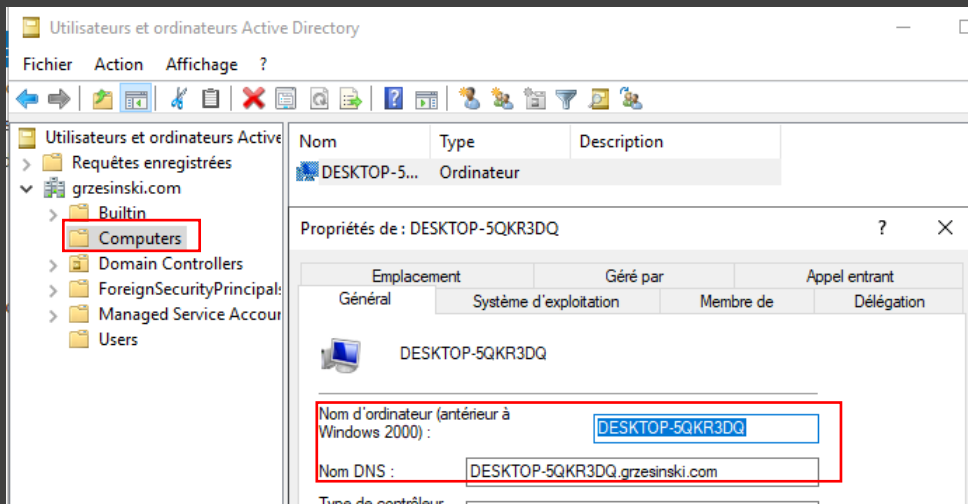 Utilisateurs et ordinateurs Active Directory
Fichier Action Affichage ?
Utilisateurs et ordinateurs Active
Requêtes enregistrées
grzesinski.com
Builtin
Computers
Domain Controllers
ForeignSecurityPrincipals
Managed Service Accour
Users
Nom Type Description
DESKTOP-5... Ordinateur
Propriétés de : DESKTOP-5QKR3DQ ?
Emplacement Géré par Appel entrant
Général Système d'exploitation Membre de Délégation
DESKTOP-5QKR3DQ
Nom d'ordinateur (antérieur à
Windows 2000) :
DESKTOP-5QKR3DQ
Nom DNS : DESKTOP-5QKR3DQ.grzesinski.com
Type de contrôleur